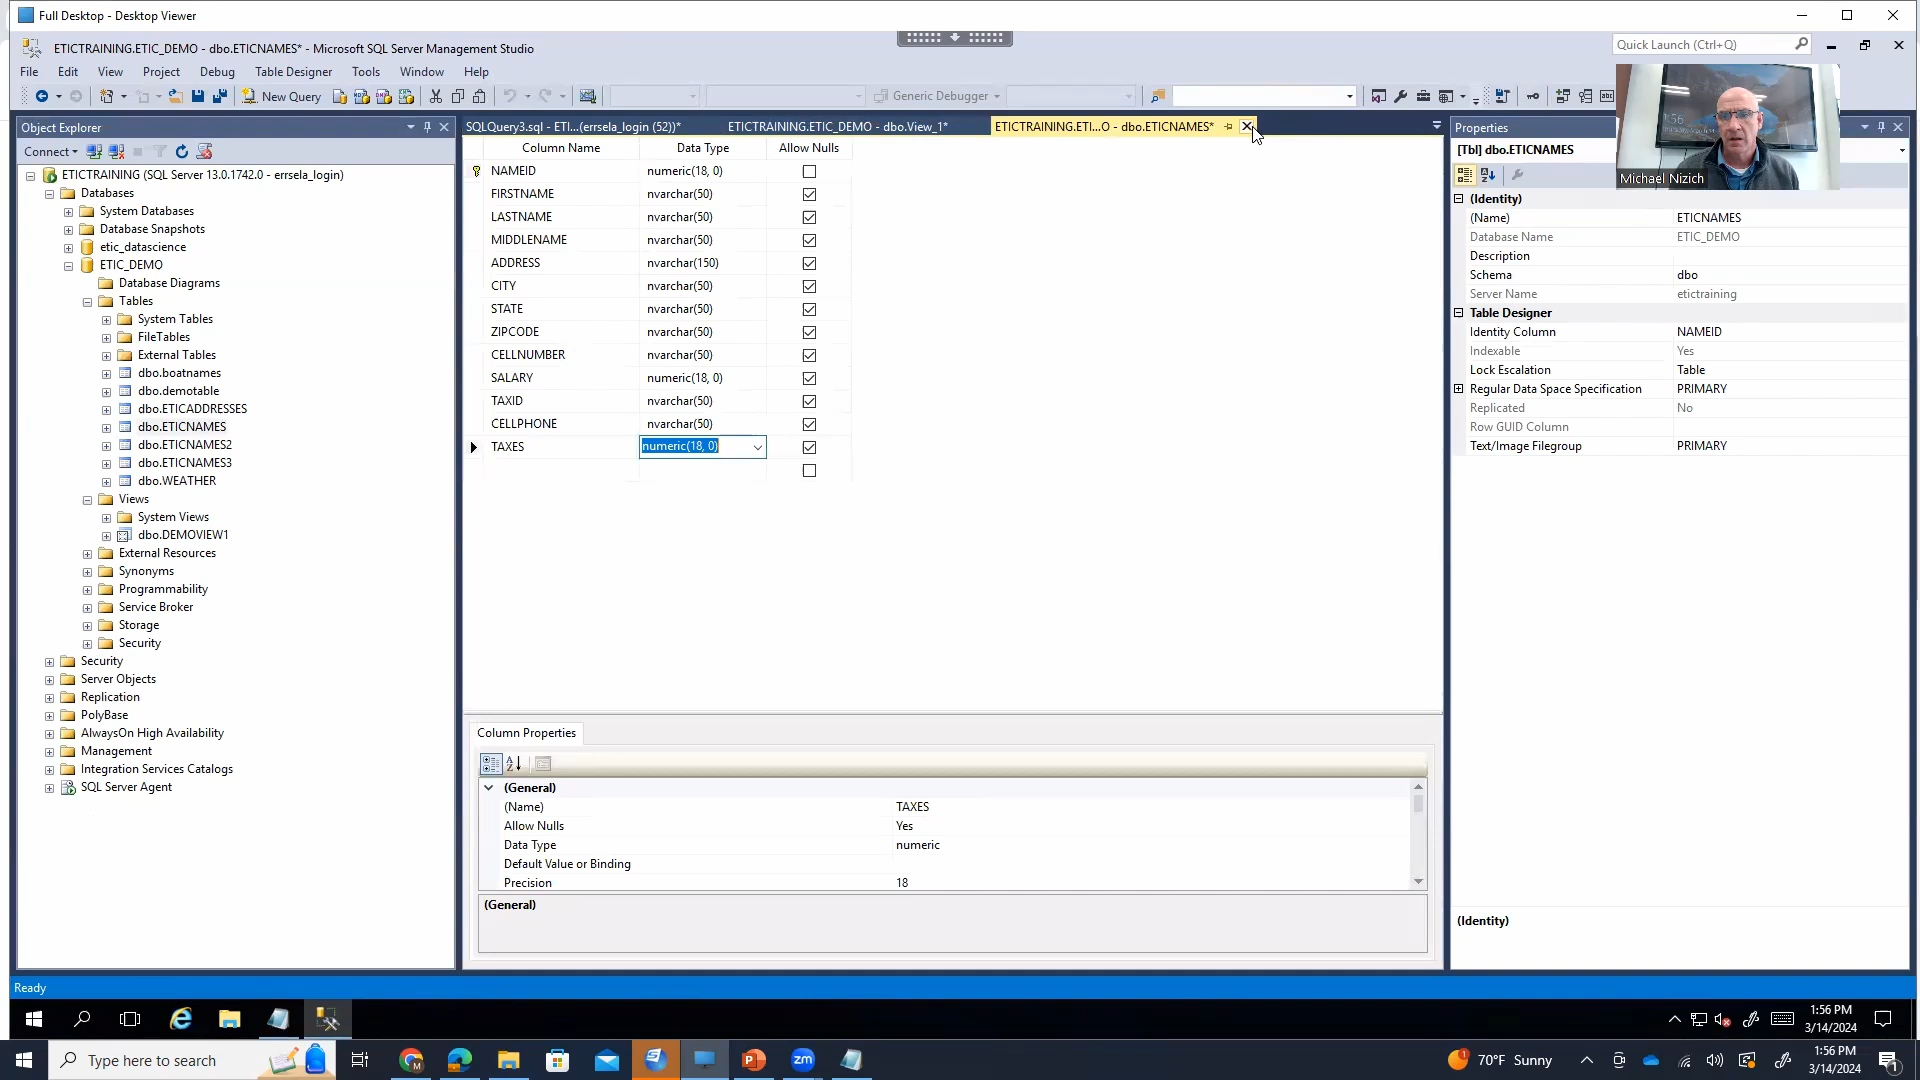 Full Desktop - Desktop Viewer
ETICTRAINING.ETIC_DEMO - dbo.ETICNAMES* - Microsoft SQL Server Management Studio
Quick Launch (Ctrl+Q)
File Edit View Project Debug Table Designer Tools Window Help
New Query
Generic Debugger
Object Explorer
SQLQuery3.sql - ETI...(errsela_login (52))*
ETICTRAINING.ETIC_DEMO - dbo.View_1*
ETICTRAINING.ETI...O - dbo.ETICNAMES*
Properties
Connect
ETICTRAINING (SQL Server 13.0.1742.0 - errsela_login)
Databases
System Databases
Database Snapshots
etic_datascience
ETIC_DEMO
Database Diagrams
Tables
System Tables
FileTables
External Tables
dbo.boatnames
dbo.demotable
dbo.ETICADDRESSES
dbo.ETICNAMES
dbo.ETICNAMES2
dbo.ETICNAMES3
dbo.WEATHER
Views
System Views
dbo.DEMOVIEW1
External Resources
Synonyms
Programmability
Service Broker
Storage
Security
Security
Server Objects
Replication
PolyBase
AlwaysOn High Availability
Management
Integration Services Catalogs
SQL Server Agent
Column Name Data Type Allow Nulls
NAMEID numeric(18, 0)
FIRSTNAME nvarchar(50)
LASTNAME nvarchar(50)
MIDDLENAME nvarchar(50)
ADDRESS nvarchar(150)
CITY nvarchar(50)
STATE nvarchar(50)
ZIPCODE nvarchar(50)
CELLNUMBER nvarchar(50)
SALARY numeric(18, 0)
TAXID nvarchar(50)
CELLPHONE nvarchar(50)
TAXES numeric(18, 0)
Column Properties
(General)
(Name) TAXES
Allow Nulls Yes
Data Type numeric
Default Value or Binding
Precision 18
(General)
[Tbl] dbo.ETICNAMES
Michael Nizich
(Identity)
(Name) ETICNAMES
Database Name ETIC_DEMO
Description
Schema dbo
Server Name etictraining
Table Designer
Identity Column NAMEID
Indexable Yes
Lock Escalation Table
Regular Data Space Specification PRIMARY
Replicated No
Row GUID Column
Text/Image Filegroup PRIMARY
(Identity)
Ready
1:56 PM
3/14/2024
Type here to search
70°F Sunny
1:56 PM
3/14/2024